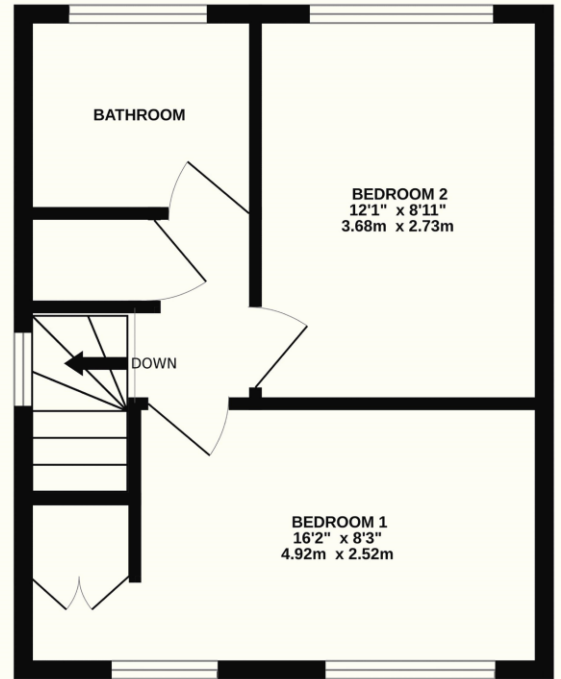 BATHROOM
BEDROOM 2
12'1" x 8'11"
3.68m x 2.73m
DOWN
BEDROOM 1
16'2" x 8'3"
4.92m x 2.52m